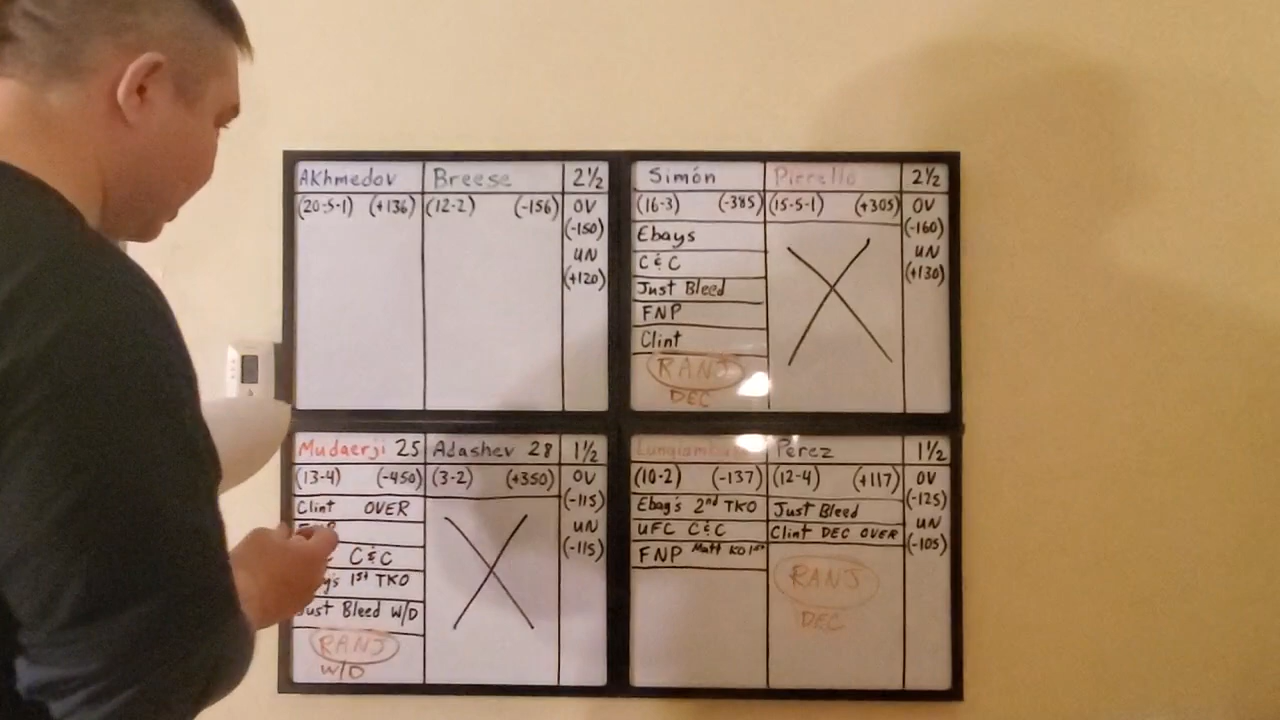 Akhmedov Breese 2½
(20-5-1) (+136) (12-2) (-156) OV
(-150)
UN
(+120)
Simón Pirrello 2½
(16-3) (-385) (15-5-1) (+305) OV
(-160)
UN
(+130)
Ebays
C & C
Just Bleed
FNP
Clint
RANJ
DEC
Mudaerji 25 Adashev 28 1½
(13-4) (-450) (3-2) (+350) OV
(-115)
UN
(-115)
Clint OVER
C & C
1st TKO
Just Bleed W/D
RANJ
W/D
Perez 1½
(10-2) (-137) (12-4) (+117) OV
(-125)
UN
(-105)
Ebay's 2nd TKO
UFC C & C
FNP Matt KO 1st
Just Bleed
Clint DEC OVER
RANJ
DEC